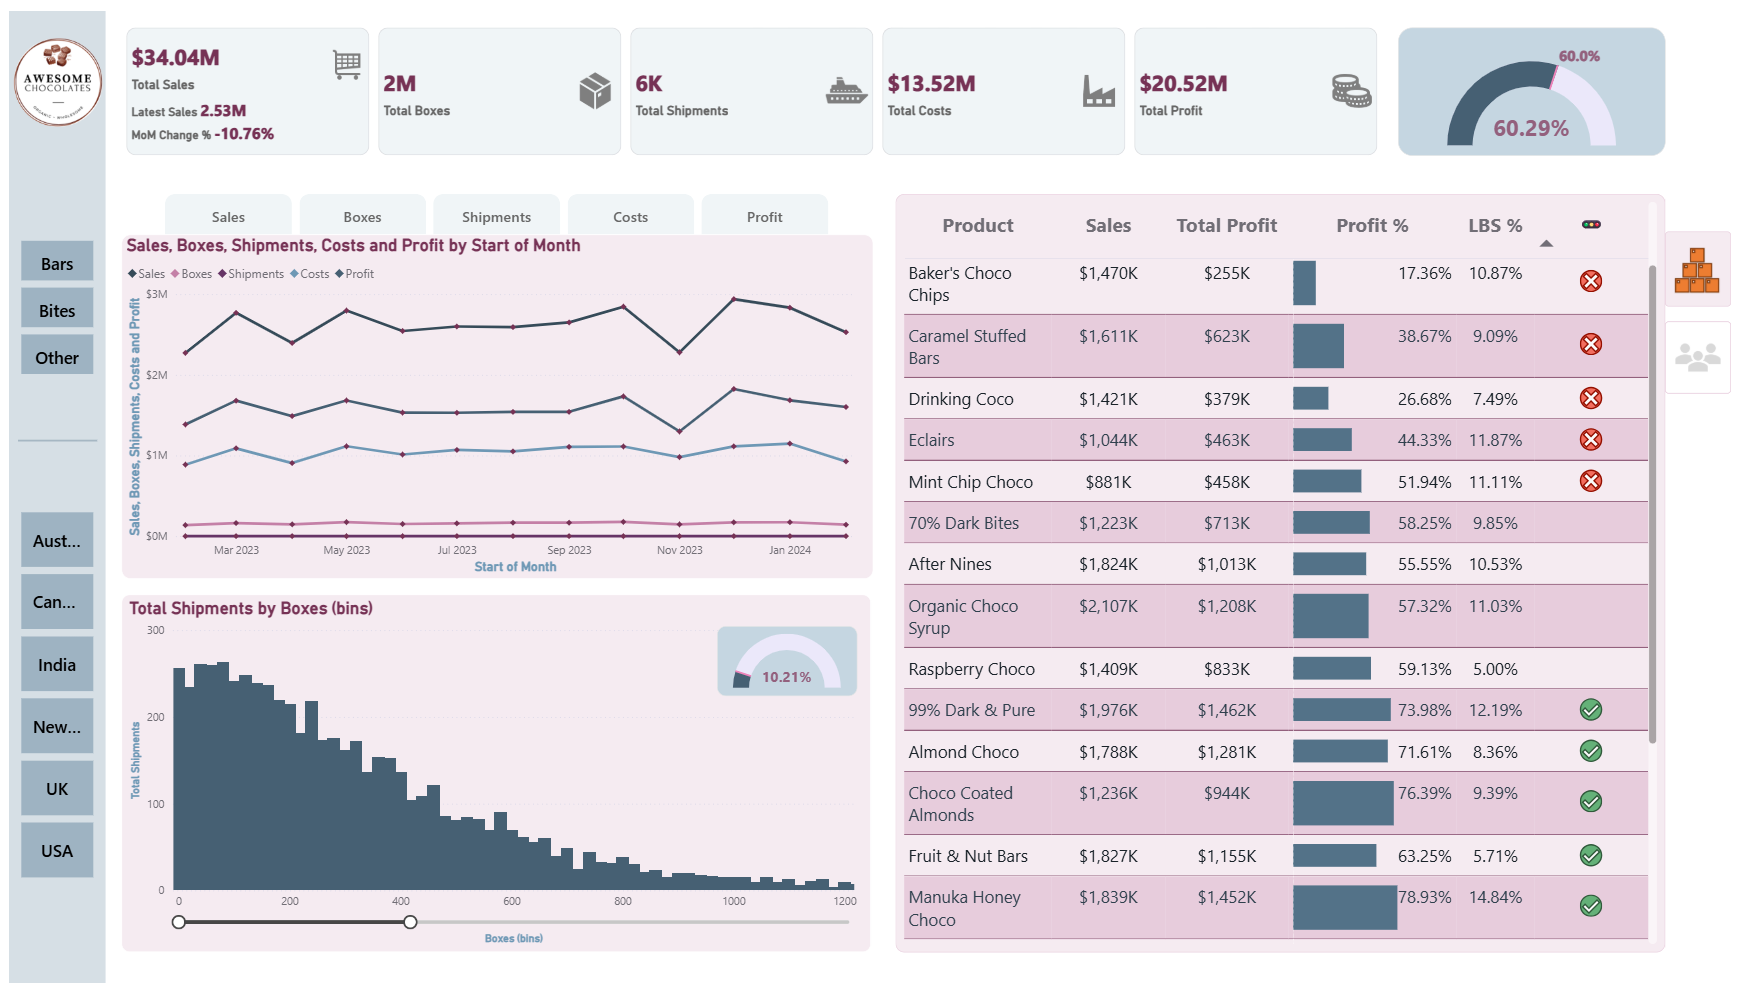 AWESOME
CHOCOLATES
$34.04M
Total Sales
Latest Sales 2.53M
MoM Change % -10.76%
2M
Total Boxes
6K
Total Shipments
$13.52M
Total Costs
$20.52M
Total Profit
60.0%
60.29%
Bars
Bites
Other
Aust...
Can...
India
New...
UK
USA
Sales
Boxes
Shipments
Costs
Profit
Sales, Boxes, Shipments, Costs and Profit by Start of Month
Sales Boxes Shipments Costs Profit
Sales, Boxes, Shipments, Costs and Profit
$3M
$2M
$1M
$0M
Mar 2023 May 2023 Jul 2023 Sep 2023 Nov 2023 Jan 2024
Start of Month
Total Shipments by Boxes (bins)
Total Shipments
300
200
100
0
10.21%
0 200 400 600 800 1000 1200
Boxes (bins)
Product Sales Total Profit Profit % LBS %
Baker's Choco
Chips
$1,470K $255K 17.36% 10.87%
Caramel Stuffed
Bars
$1,611K $623K 38.67% 9.09%
Drinking Coco $1,421K $379K 26.68% 7.49%
Eclairs $1,044K $463K 44.33% 11.87%
Mint Chip Choco $881K $458K 51.94% 11.11%
70% Dark Bites $1,223K $713K 58.25% 9.85%
After Nines $1,824K $1,013K 55.55% 10.53%
Organic Choco
Syrup
$2,107K $1,208K 57.32% 11.03%
Raspberry Choco $1,409K $833K 59.13% 5.00%
99% Dark & Pure $1,976K $1,462K 73.98% 12.19%
Almond Choco $1,788K $1,281K 71.61% 8.36%
Choco Coated
Almonds
$1,236K $944K 76.39% 9.39%
Fruit & Nut Bars $1,827K $1,155K 63.25% 5.71%
Manuka Honey
Choco
$1,839K $1,452K 78.93% 14.84%